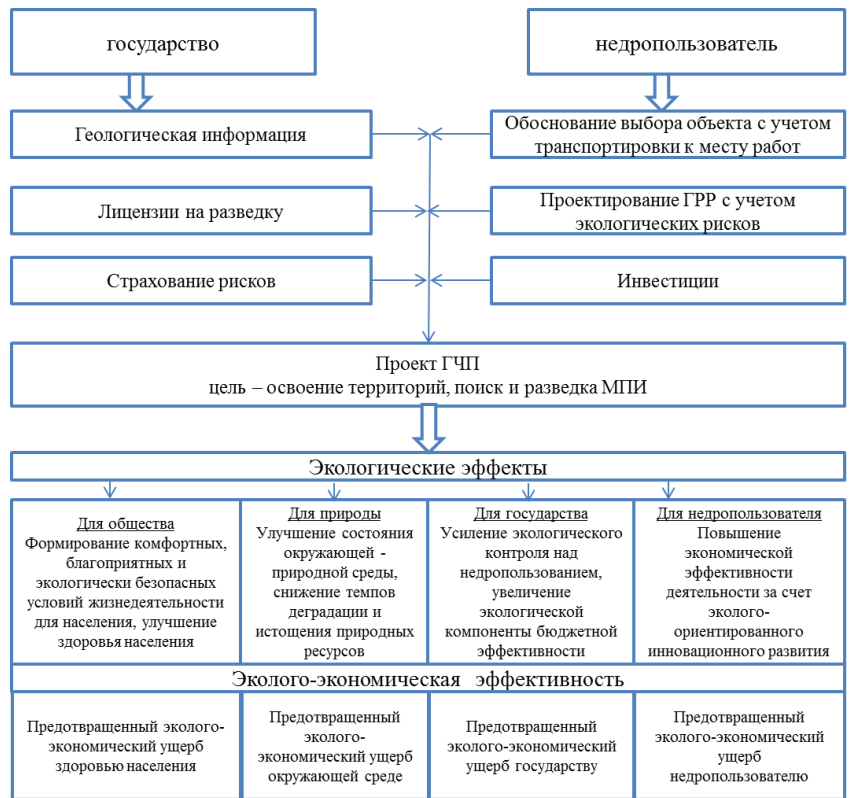 государство
недропользователь
Геологическая информация
Обоснование выбора объекта с учетом
транспортировки к месту работ
Лицензии на разведку
Проектирование ГРР с учетом
экологических рисков
Страхование рисков
Инвестиции
Проект ГЧП
цель – освоение территорий, поиск и разведка МПИ
Экологические эффекты
Для общества
Формирование комфортных,
благоприятных и
экологически безопасных
условий жизнедеятельности
для населения, улучшение
здоровья населения
Для природы
Улучшение состояния
окружающей -
природной среды,
снижение темпов
деградации и
истощения природных
ресурсов
Для государства
Усиление экологического
контроля над
недропользованием,
увеличение
экологической
компоненты бюджетной
эффективности
Для недропользователя
Повышение
экономической
эффективности
деятельности за счет
эколого-
ориентированного
инновационного развития
Эколого-экономическая эффективность
Предотвращенный эколого-
экономический ущерб
здоровью населения
Предотвращенный
эколого-
экономический ущерб
окружающей среде
Предотвращенный
эколого-экономический
ущерб государству
Предотвращенный
эколого-экономический
ущерб
недропользователю